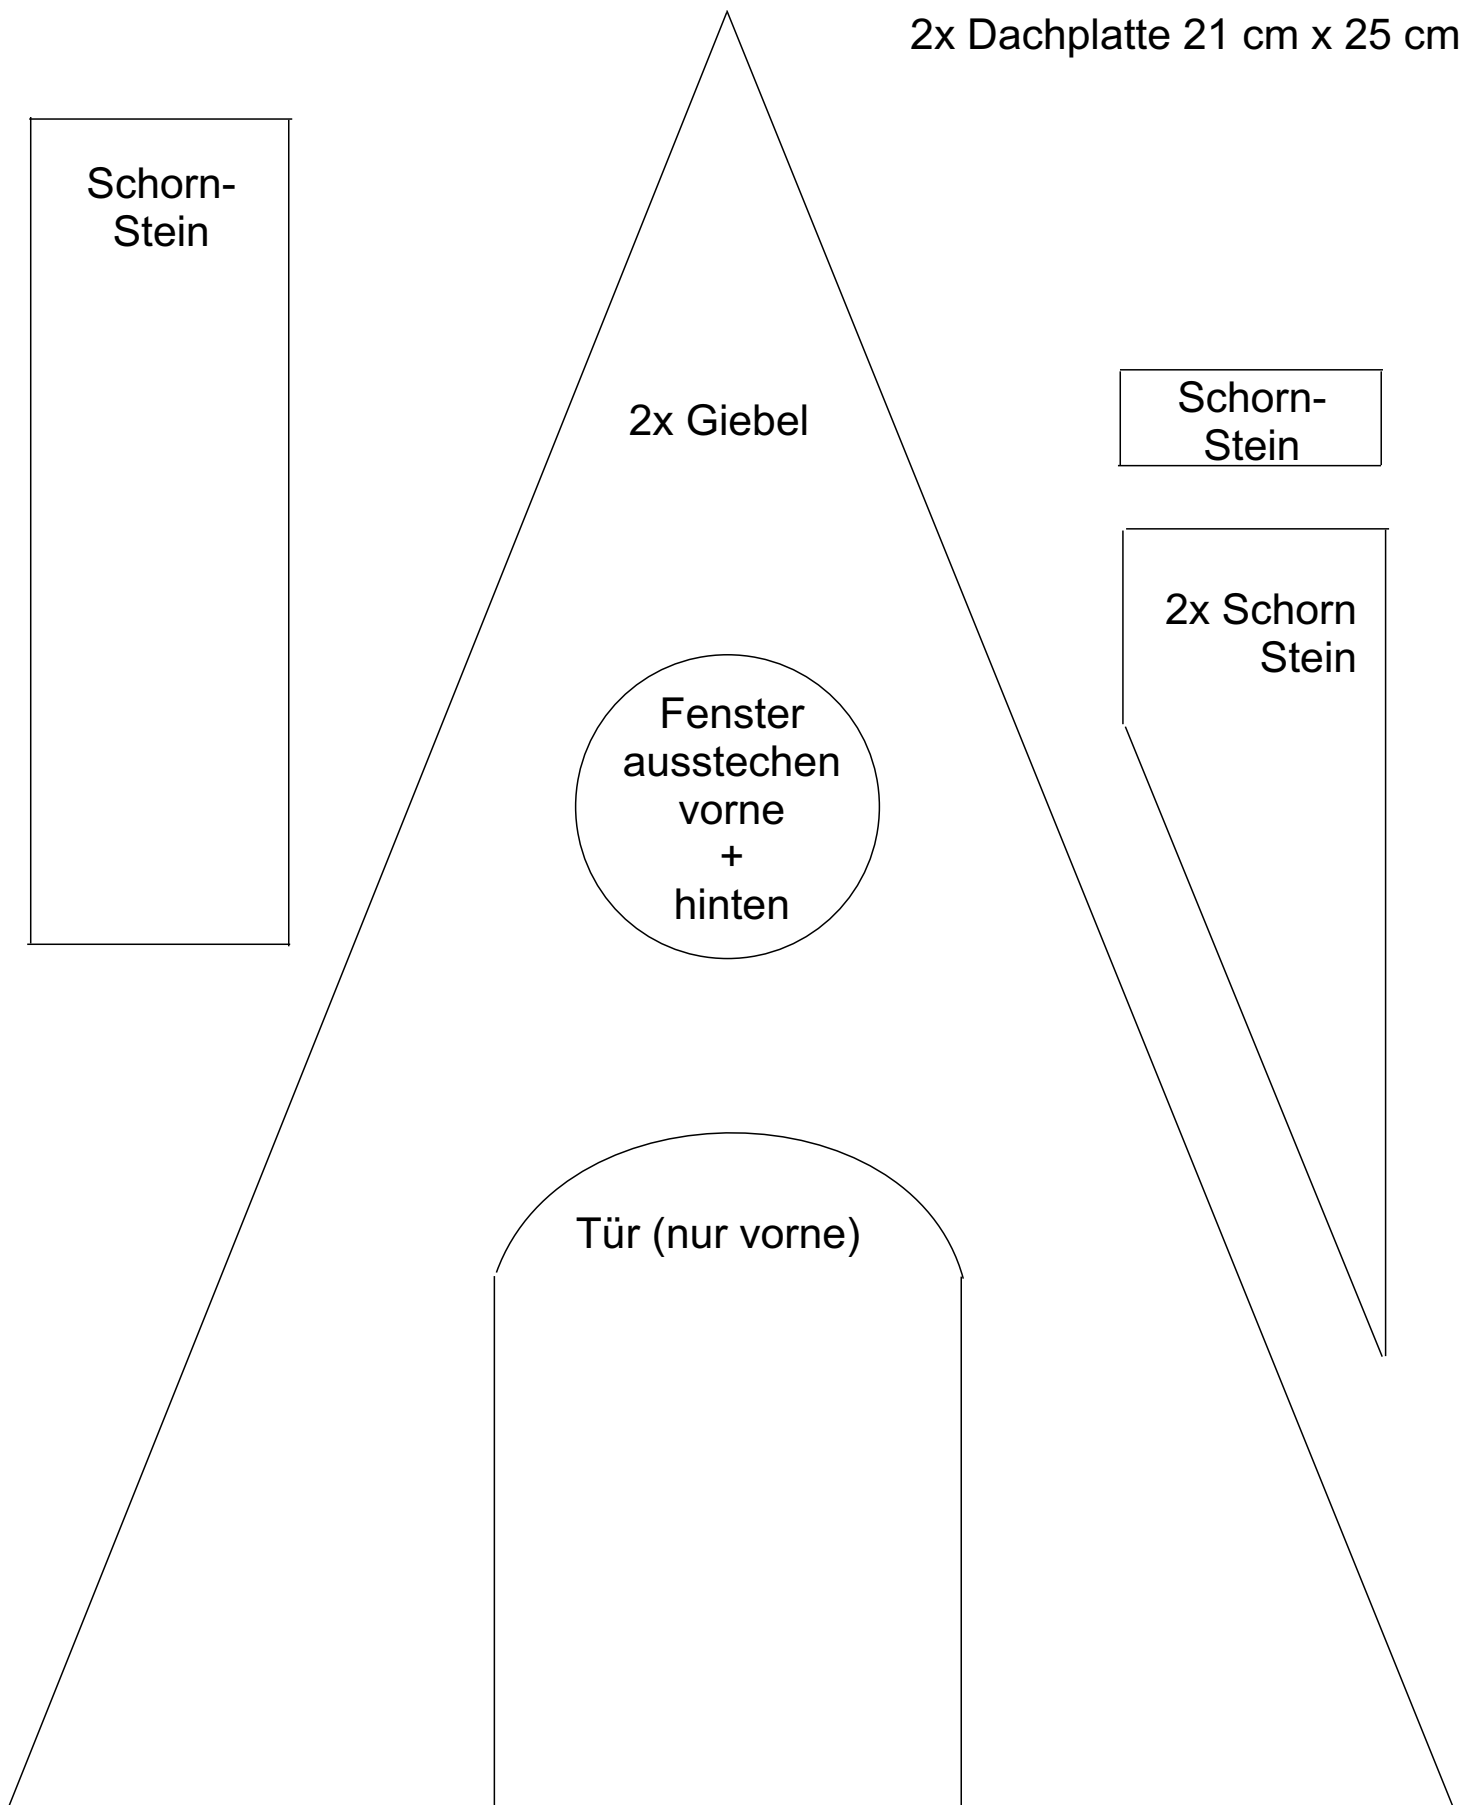 2x Dachplatte 21 cm x 25 cm
Schorn-
Stein
2x Giebel
Schorn-
Stein
2x Schorn
Stein
Fenster
ausstechen
vorne
+
hinten
Tür (nur vorne)